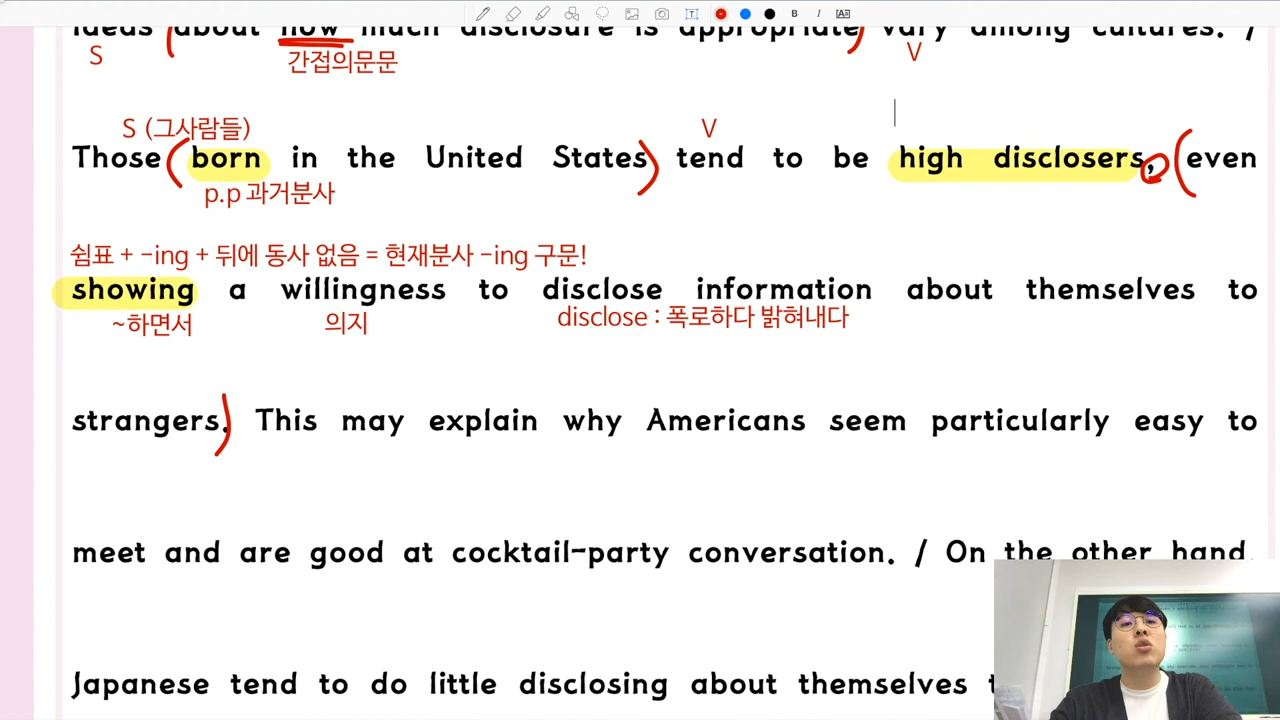 ideas (about how much disclosure is appropriate) vary among cultures. /
S 간접의문문 V
S (그사람들) V
Those (born in the United States) tend to be high disclosers, (even
p.p 과거분사
쉼표 + -ing + 뒤에 동사 없음 = 현재분사 -ing 구문!
showing a willingness to disclose information about themselves to
~하면서 의지 disclose : 폭로하다 밝혀내다
strangers.) This may explain why Americans seem particularly easy to
meet and are good at cocktail-party conversation. / On the other hand,
Japanese tend to do little disclosing about themselves